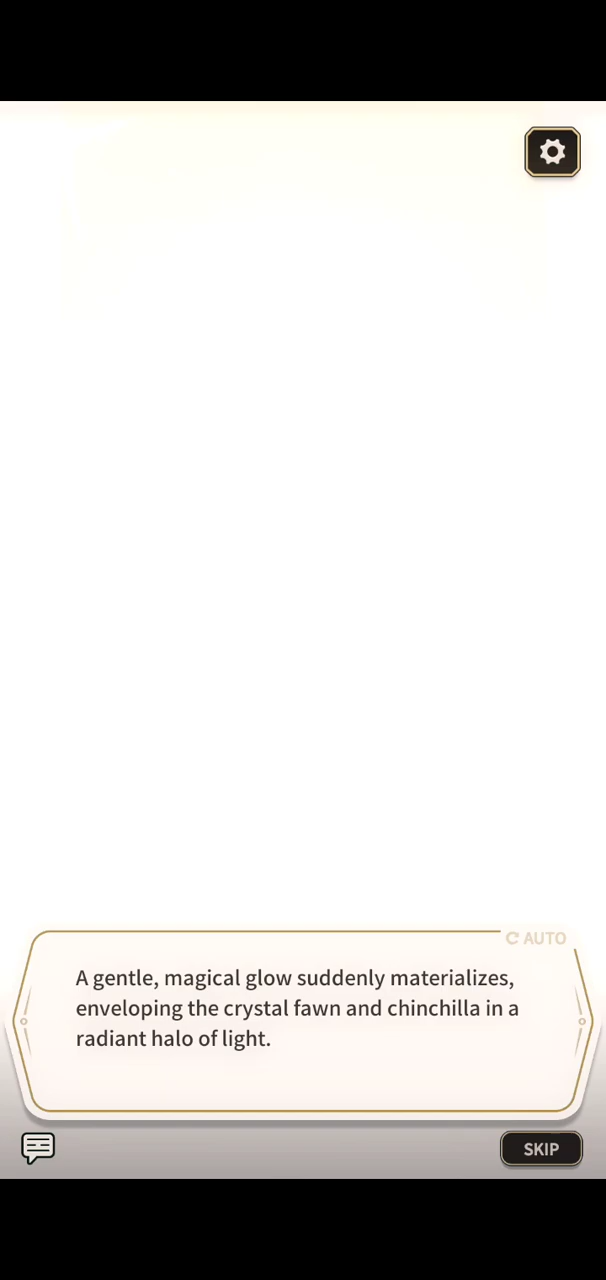 AUTO
A gentle, magical glow suddenly materializes,
enveloping the crystal fawn and chinchilla in a
radiant halo of light.
SKIP